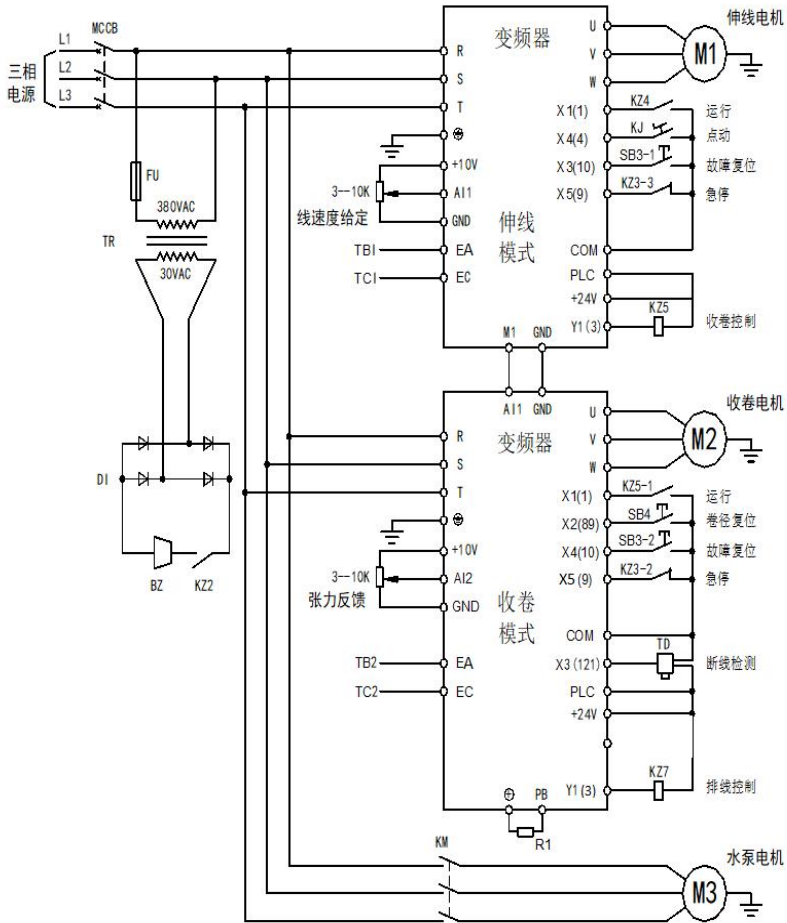 L1
MCCB
L2
L3
三相
电源
FU
380VAC
TR
30VAC
DI
BZ
KZ2
变频器
R
S
T
+10V
AI1
GND
EA
EC
3--10K
线速度给定
TBI
TCI
伸线
模式
U
V
W
X1(1)
X4(4)
X3(10)
X5(9)
COM
PLC
+24V
Y1(3)
M1
伸线电机
KZ4
运行
KJ
点动
SB3-1
故障复位
KZ3-3
急停
KZ5
收卷控制
M1
GND
AI1
GND
变频器
R
S
T
+10V
AI2
GND
EA
EC
3--10K
张力反馈
TB2
TC2
收卷
模式
U
V
W
X1(1)
X2(89)
X4(10)
X5(9)
COM
X3(121)
PLC
+24V
Y1(3)
M2
收卷电机
KZ5-1
运行
SB4
卷径复位
SB3-2
故障复位
KZ3-2
急停
TD
断线检测
KZ7
排线控制
PB
R1
KM
M3
水泵电机